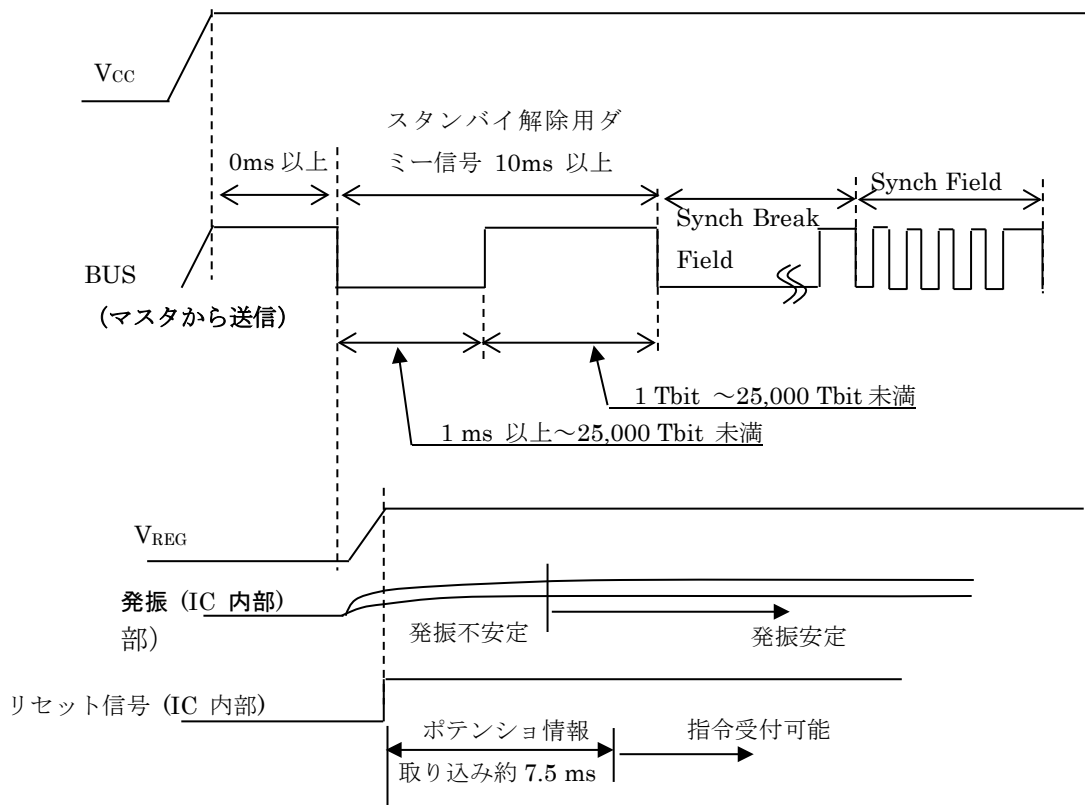 VCC
スタンバイ解除用ダ
0ms 以上
ミー信号 10ms 以上
Synch Field
Synch Break
BUS
Field
（マスタから送信）
1 Tbit ～25,000 Tbit 未満
1 ms 以上～25,000 Tbit 未満
VREG
発振 (IC 内部)
部）
発振不安定
発振安定
リセット信号 (IC 内部)
ポテンショ情報
指令受付可能
取り込み約 7.5 ms